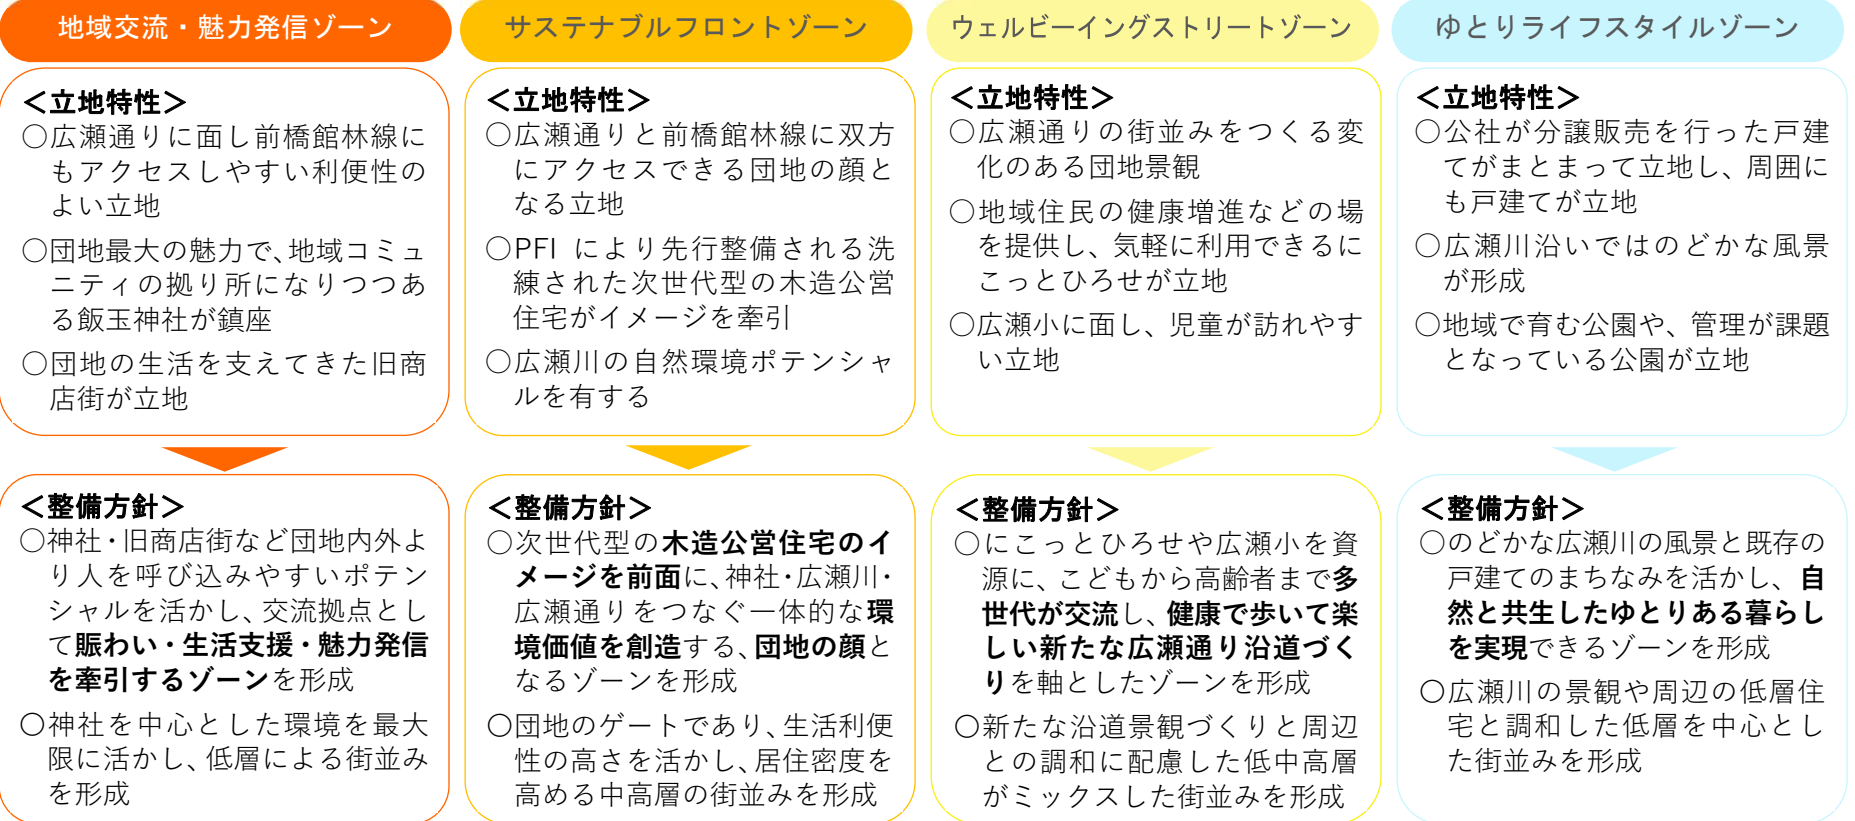 地域交流・魅力発信ゾーン
＜立地特性＞
○広瀬通りに面し前橋館林線に
もアクセスしやすい利便性の
よい立地
○団地最大の魅力で、地域コミュ
ニティの拠り所になりつつあ
る飯玉神社が鎮座
○団地の生活を支えてきた旧商
店街が立地
＜整備方針＞
○神社・旧商店街など団地内外よ
り人を呼び込みやすいポテン
シャルを活かし、交流拠点とし
て賑わい・生活支援・魅力発信
を牽引するゾーンを形成
○神社を中心とした環境を最大
限に活かし、低層による街並み
を形成
サステナブルフロントゾーン
＜立地特性＞
○広瀬通りと前橋館林線に双方
にアクセスできる団地の顔と
なる立地
○PFI により先行整備される洗
練された次世代型の木造公営
住宅がイメージを牽引
○広瀬川の自然環境ポテンシャ
ルを有する
＜整備方針＞
○次世代型の木造公営住宅のイ
メージを前面に、神社・広瀬川・
広瀬通りをつなぐ一体的な環
境価値を創造する、団地の顔と
なるゾーンを形成
○団地のゲートであり、生活利便
性の高さを活かし、居住密度を
高める中高層の街並みを形成
ウェルビーイングストリートゾーン
＜立地特性＞
○広瀬通りの街並みをつくる変
化のある団地景観
○地域住民の健康増進などの場
を提供し、気軽に利用できるに
こっとひろせが立地
○広瀬小に面し、児童が訪れやす
い立地
＜整備方針＞
○にこっとひろせや広瀬小を資
源に、こどもから高齢者まで多
世代が交流し、健康で歩いて楽
しい新たな広瀬通り沿道づく
りを軸としたゾーンを形成
○新たな沿道景観づくりと周辺
との調和に配慮した低中高層
がミックスした街並みを形成
ゆとりライフスタイルゾーン
＜立地特性＞
○公社が分譲販売を行った戸建
てがまとまって立地し、周囲に
も戸建てが立地
○広瀬川沿いではのどかな風景
が形成
○地域で育む公園や、管理が課題
となっている公園が立地
＜整備方針＞
○のどかな広瀬川の風景と既存の
戸建てのまちなみを活かし、自
然と共生したゆとりある暮らし
を実現できるゾーンを形成
○広瀬川の景観や周辺の低層住
宅と調和した低層を中心とし
た街並みを形成